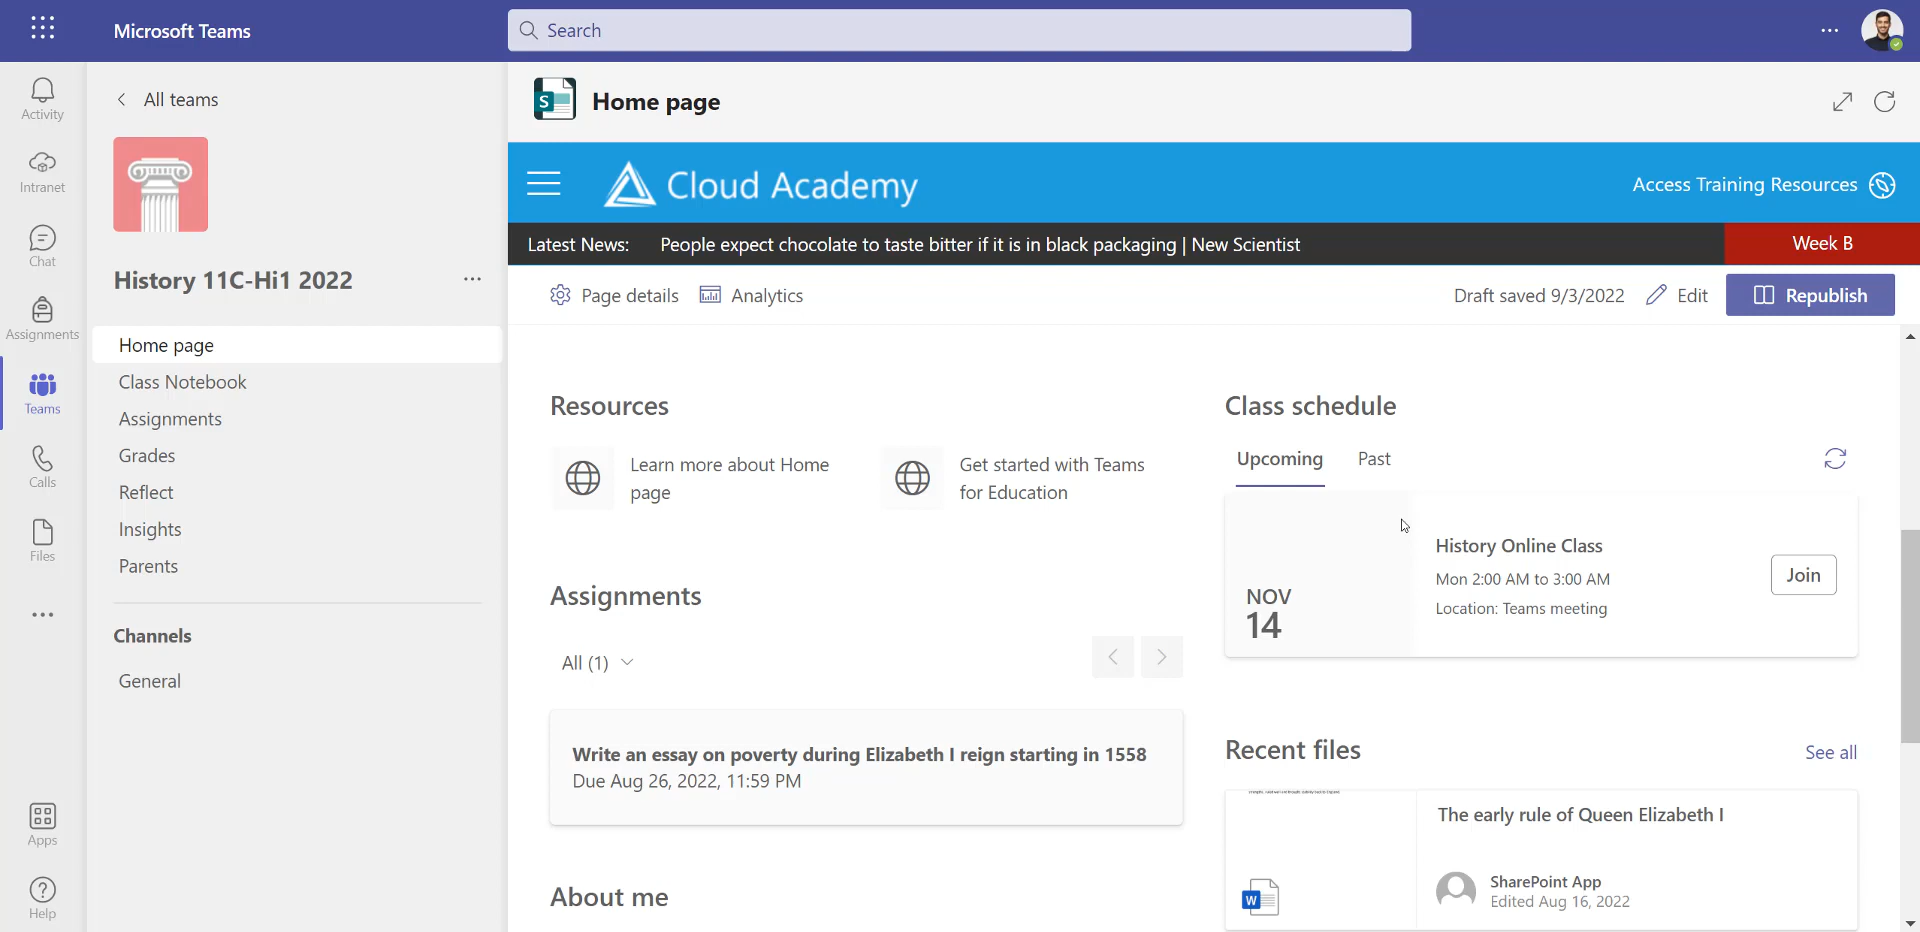 Microsoft Teams
Search
Activity
Intranet
Chat
Assignments
Teams
Calls
Files
Apps
Help
All teams
History 11C-Hi1 2022
Home page
Class Notebook
Assignments
Grades
Reflect
Insights
Parents
Channels
General
S
Home page
Cloud Academy
Access Training Resources
Latest News: People expect chocolate to taste bitter if it is in black packaging | New Scientist
Week B
Page details
Analytics
Draft saved 9/3/2022
Edit
Republish
Resources
Learn more about Home
page
Get started with Teams
for Education
Assignments
All (1)
Write an essay on poverty during Elizabeth I reign starting in 1558
Due Aug 26, 2022, 11:59 PM
About me
Class schedule
Upcoming
Past
NOV
14
History Online Class
Mon 2:00 AM to 3:00 AM
Location: Teams meeting
Join
Recent files
See all
The early rule of Queen Elizabeth I
W
SharePoint App
Edited Aug 16, 2022